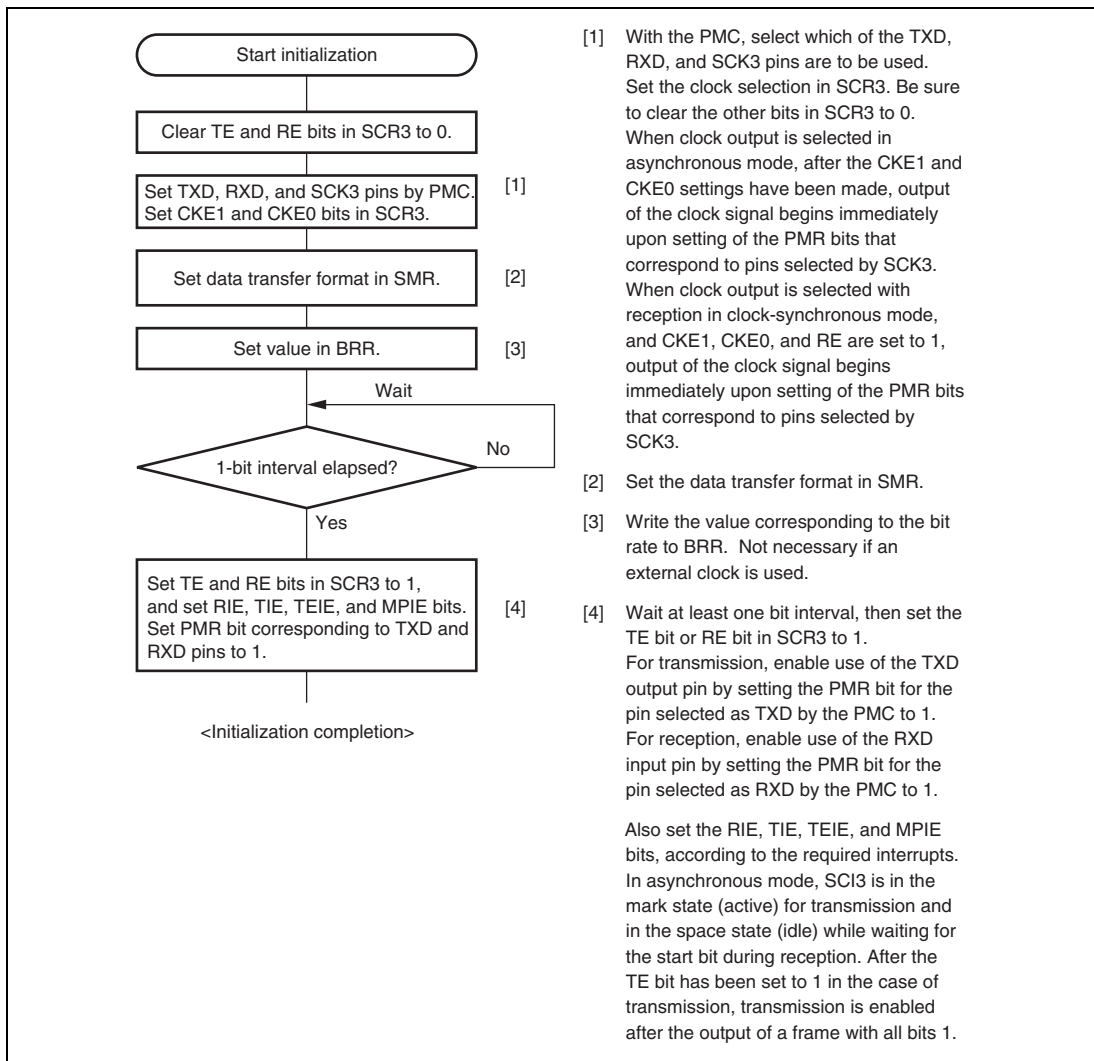 Start initialization
Clear TE and RE bits in SCR3 to 0.
Set TXD, RXD, and SCK3 pins by PMC.
Set CKE1 and CKE0 bits in SCR3.
[1]
Set data transfer format in SMR.
[2]
Set value in BRR.
[3]
Wait
1-bit interval elapsed?
No
Yes
Set TE and RE bits in SCR3 to 1,
and set RIE, TIE, TEIE, and MPIE bits.
Set PMR bit corresponding to TXD and
RXD pins to 1.
[4]
<Initialization completion>
[1] With the PMC, select which of the TXD,
RXD, and SCK3 pins are to be used.
Set the clock selection in SCR3. Be sure
to clear the other bits in SCR3 to 0.
When clock output is selected in
asynchronous mode, after the CKE1 and
CKE0 settings have been made, output
of the clock signal begins immediately
upon setting of the PMR bits that
correspond to pins selected by SCK3.
When clock output is selected with
reception in clock-synchronous mode,
and CKE1, CKE0, and RE are set to 1,
output of the clock signal begins
immediately upon setting of the PMR bits
that correspond to pins selected by
SCK3.
[2] Set the data transfer format in SMR.
[3] Write the value corresponding to the bit
rate to BRR. Not necessary if an
external clock is used.
[4] Wait at least one bit interval, then set the
TE bit or RE bit in SCR3 to 1.
For transmission, enable use of the TXD
output pin by setting the PMR bit for the
pin selected as TXD by the PMC to 1.
For reception, enable use of the RXD
input pin by setting the PMR bit for the
pin selected as RXD by the PMC to 1.
Also set the RIE, TIE, TEIE, and MPIE
bits, according to the required interrupts.
In asynchronous mode, SCI3 is in the
mark state (active) for transmission and
in the space state (idle) while waiting for
the start bit during reception. After the
TE bit has been set to 1 in the case of
transmission, transmission is enabled
after the output of a frame with all bits 1.